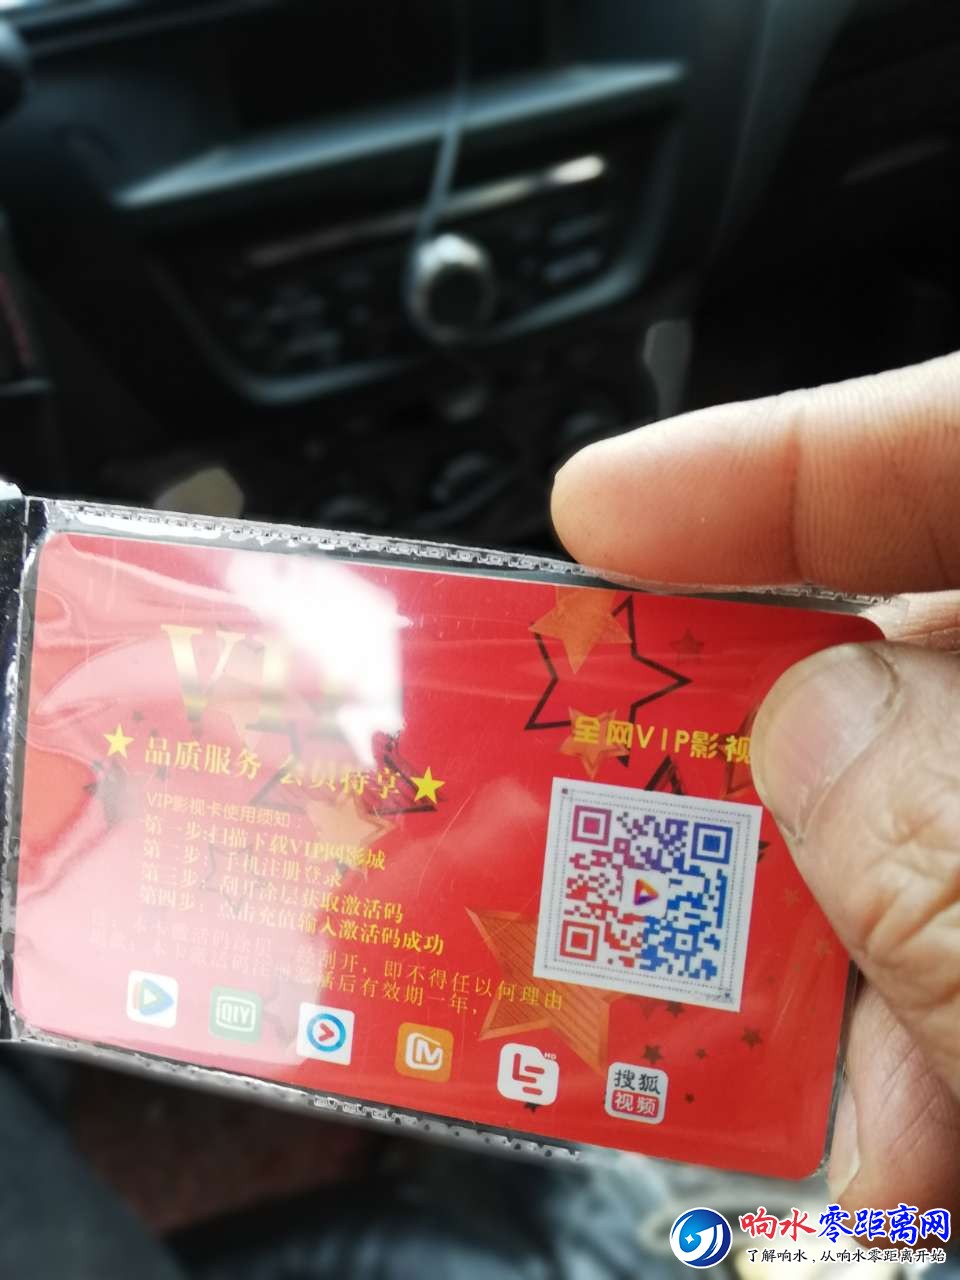 VIP
全网VIP影视
品质服务 会员特享
VIP影视卡使用须知:
第一步:扫描下载VIP网影城
第二步:手机注册登录
第三步:刮开涂层获取激活码
第四步:点击充值输入激活码成功
刮开,即不得任以何理由
活后有效期一年,
iQIY
HD
搜狐
视频
响水零距离网
了解响水,从响水零距离开始